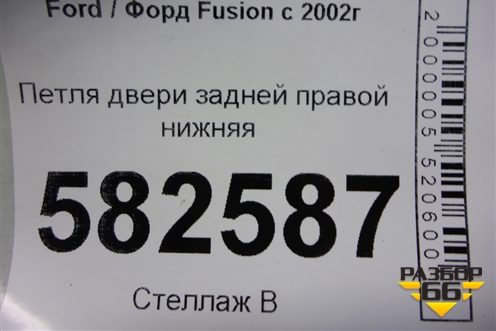 Ford / Форд Fusion с 2002г
Петля двери задней правой
нижняя
582587
Стеллаж В
2000005520600
РАЗБОР
66